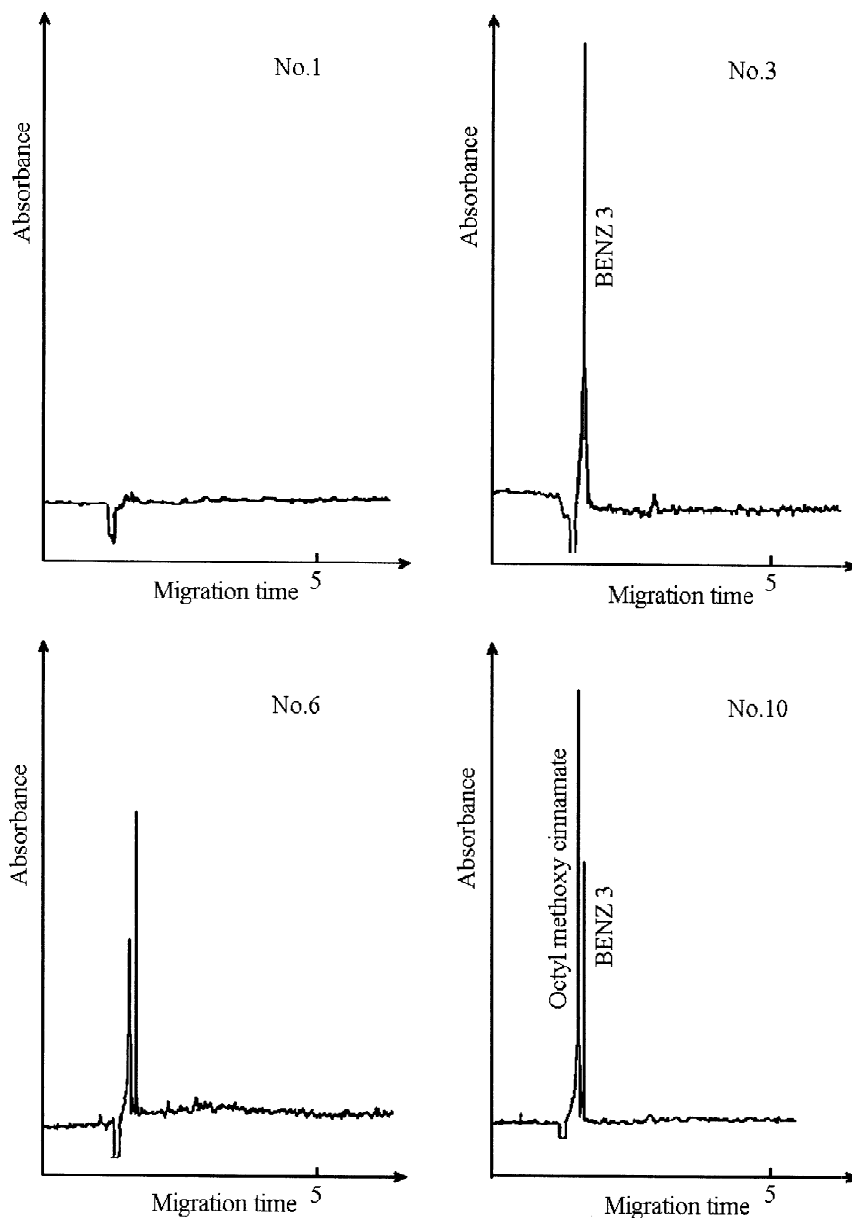 No.1
Absorbance
Migration time
5
No.3
Absorbance
BENZ 3
Migration time
5
No.6
Absorbance
Migration time
5
No.10
Absorbance
Octyl methoxy cinnamate
BENZ 3
Migration time
5